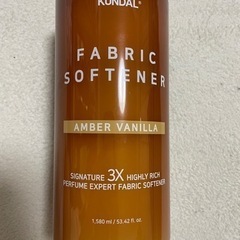 KUNDAL
FABRIC
SOFTENER
AMBER VANILLA
SIGNATURE 3X HIGHLY RICH
PERFUME EXPERT FABRIC SOFTENER
1,580 ml / 53.42 fl. oz.